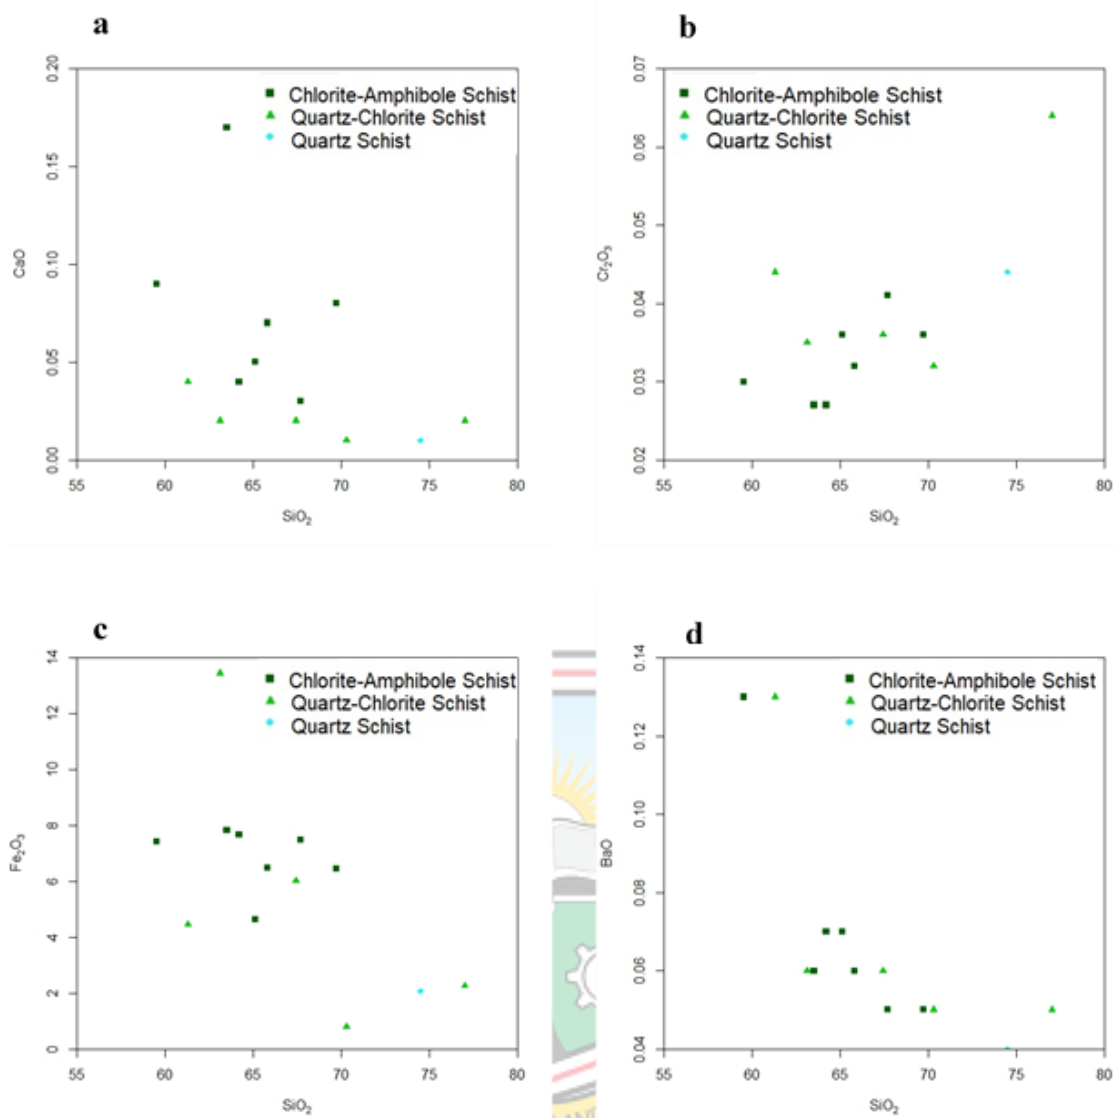 a
0.20
0.15
0.10
0.05
0.00
CaO
Chlorite-Amphibole Schist
Quartz-Chlorite Schist
Quartz Schist
55 60 65 70 75 80
SiO₂
b
0.07
0.06
0.05
0.04
0.03
0.02
Cr₂O₃
Chlorite-Amphibole Schist
Quartz-Chlorite Schist
Quartz Schist
55 60 65 70 75 80
SiO₂
c
14
12
10
8
6
4
2
0
Fe₂O₃
Chlorite-Amphibole Schist
Quartz-Chlorite Schist
Quartz Schist
55 60 65 70 75 80
SiO₂
d
0.14
0.12
0.10
0.08
0.06
0.04
BaO
Chlorite-Amphibole Schist
Quartz-Chlorite Schist
Quartz Schist
55 60 65 70 75 80
SiO₂